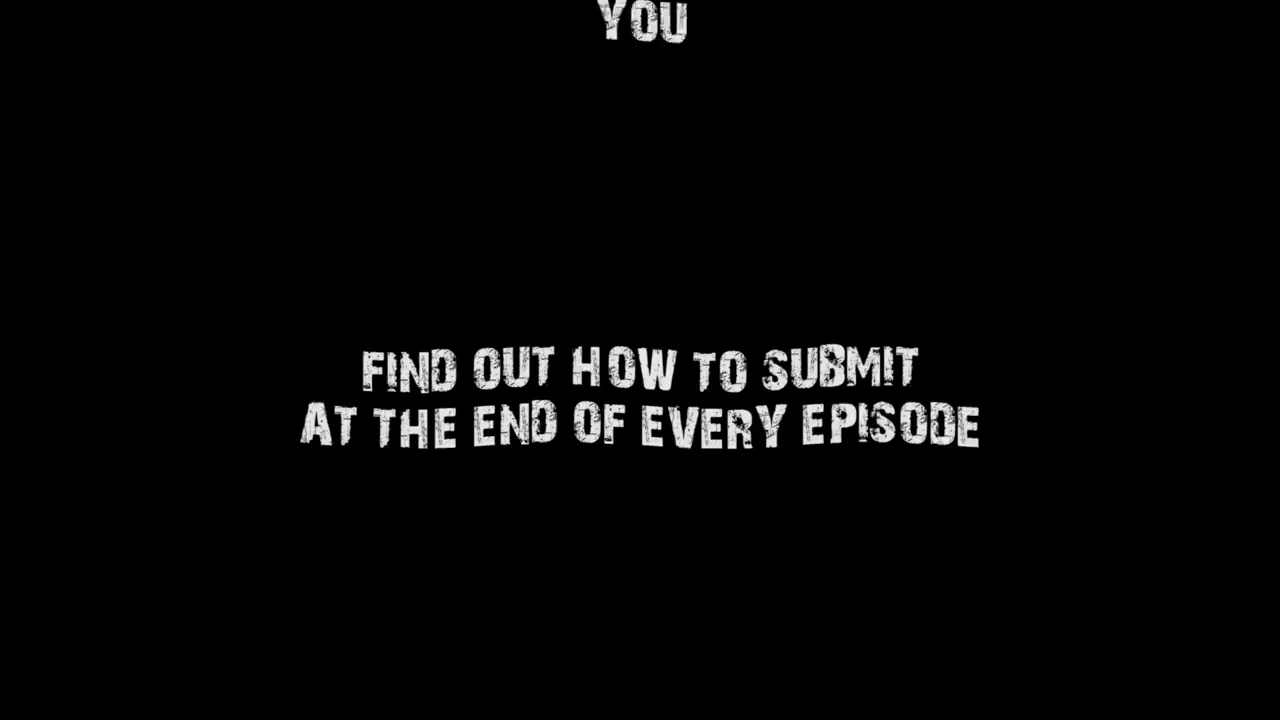 YOU
FIND OUT HOW TO SUBMIT
AT THE END OF EVERY EPISODE